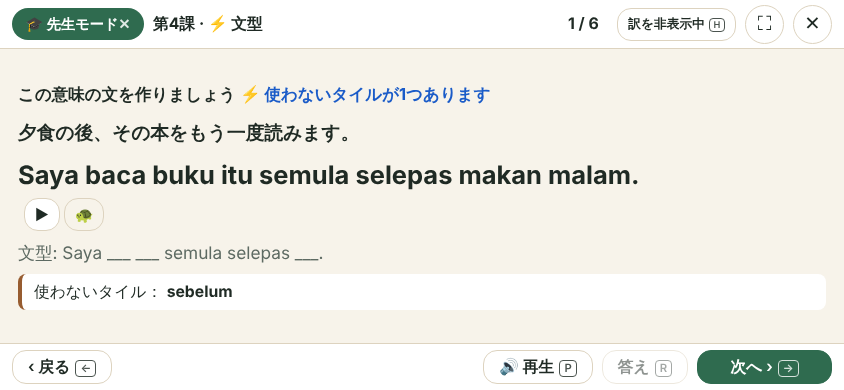 🎓 先生モード✕ 第4課 · ⚡ 文型 1 / 6 訳を非表示中 H ✕
この意味の文を作りましょう ⚡ 使わないタイルが1つあります
夕食の後、その本をもう一度読みます。
Saya baca buku itu semula selepas makan malam.
▶ 🐢
文型: Saya ___ ___ semula selepas ___.
使わないタイル： sebelum
‹ 戻る ← 🔊 再生 P 答え R 次へ › →